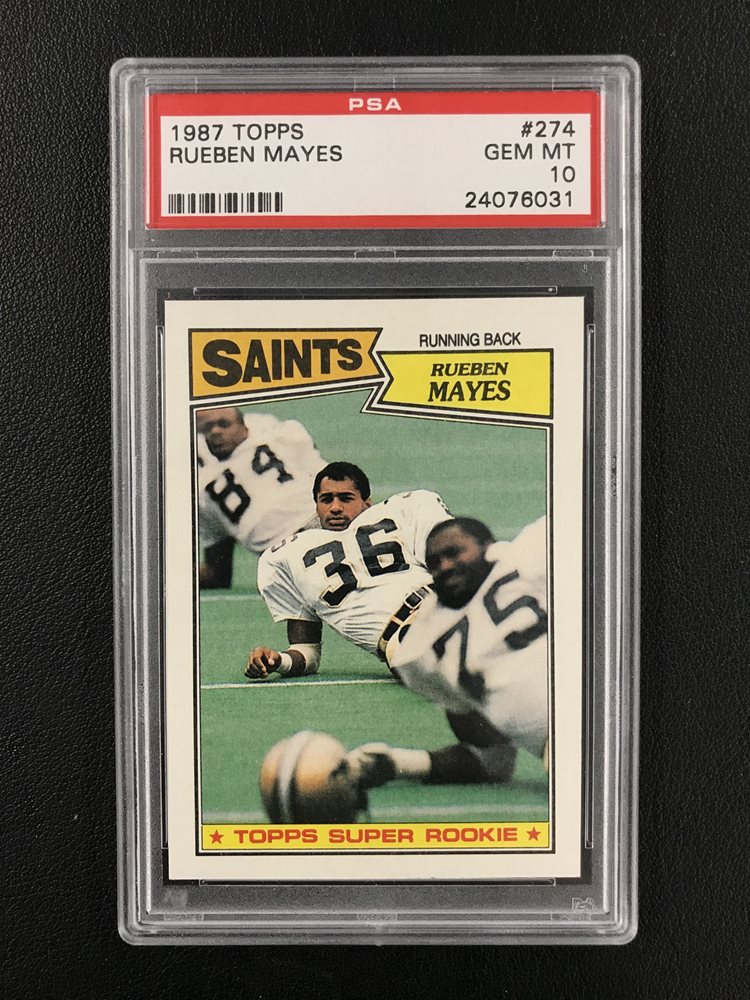 PSA
1987 TOPPS #274
RUEBEN MAYES GEM MT
10
24076031
SAINTS
RUNNING BACK
RUEBEN
MAYES
84
36
75
★ TOPPS SUPER ROOKIE ★
PSA